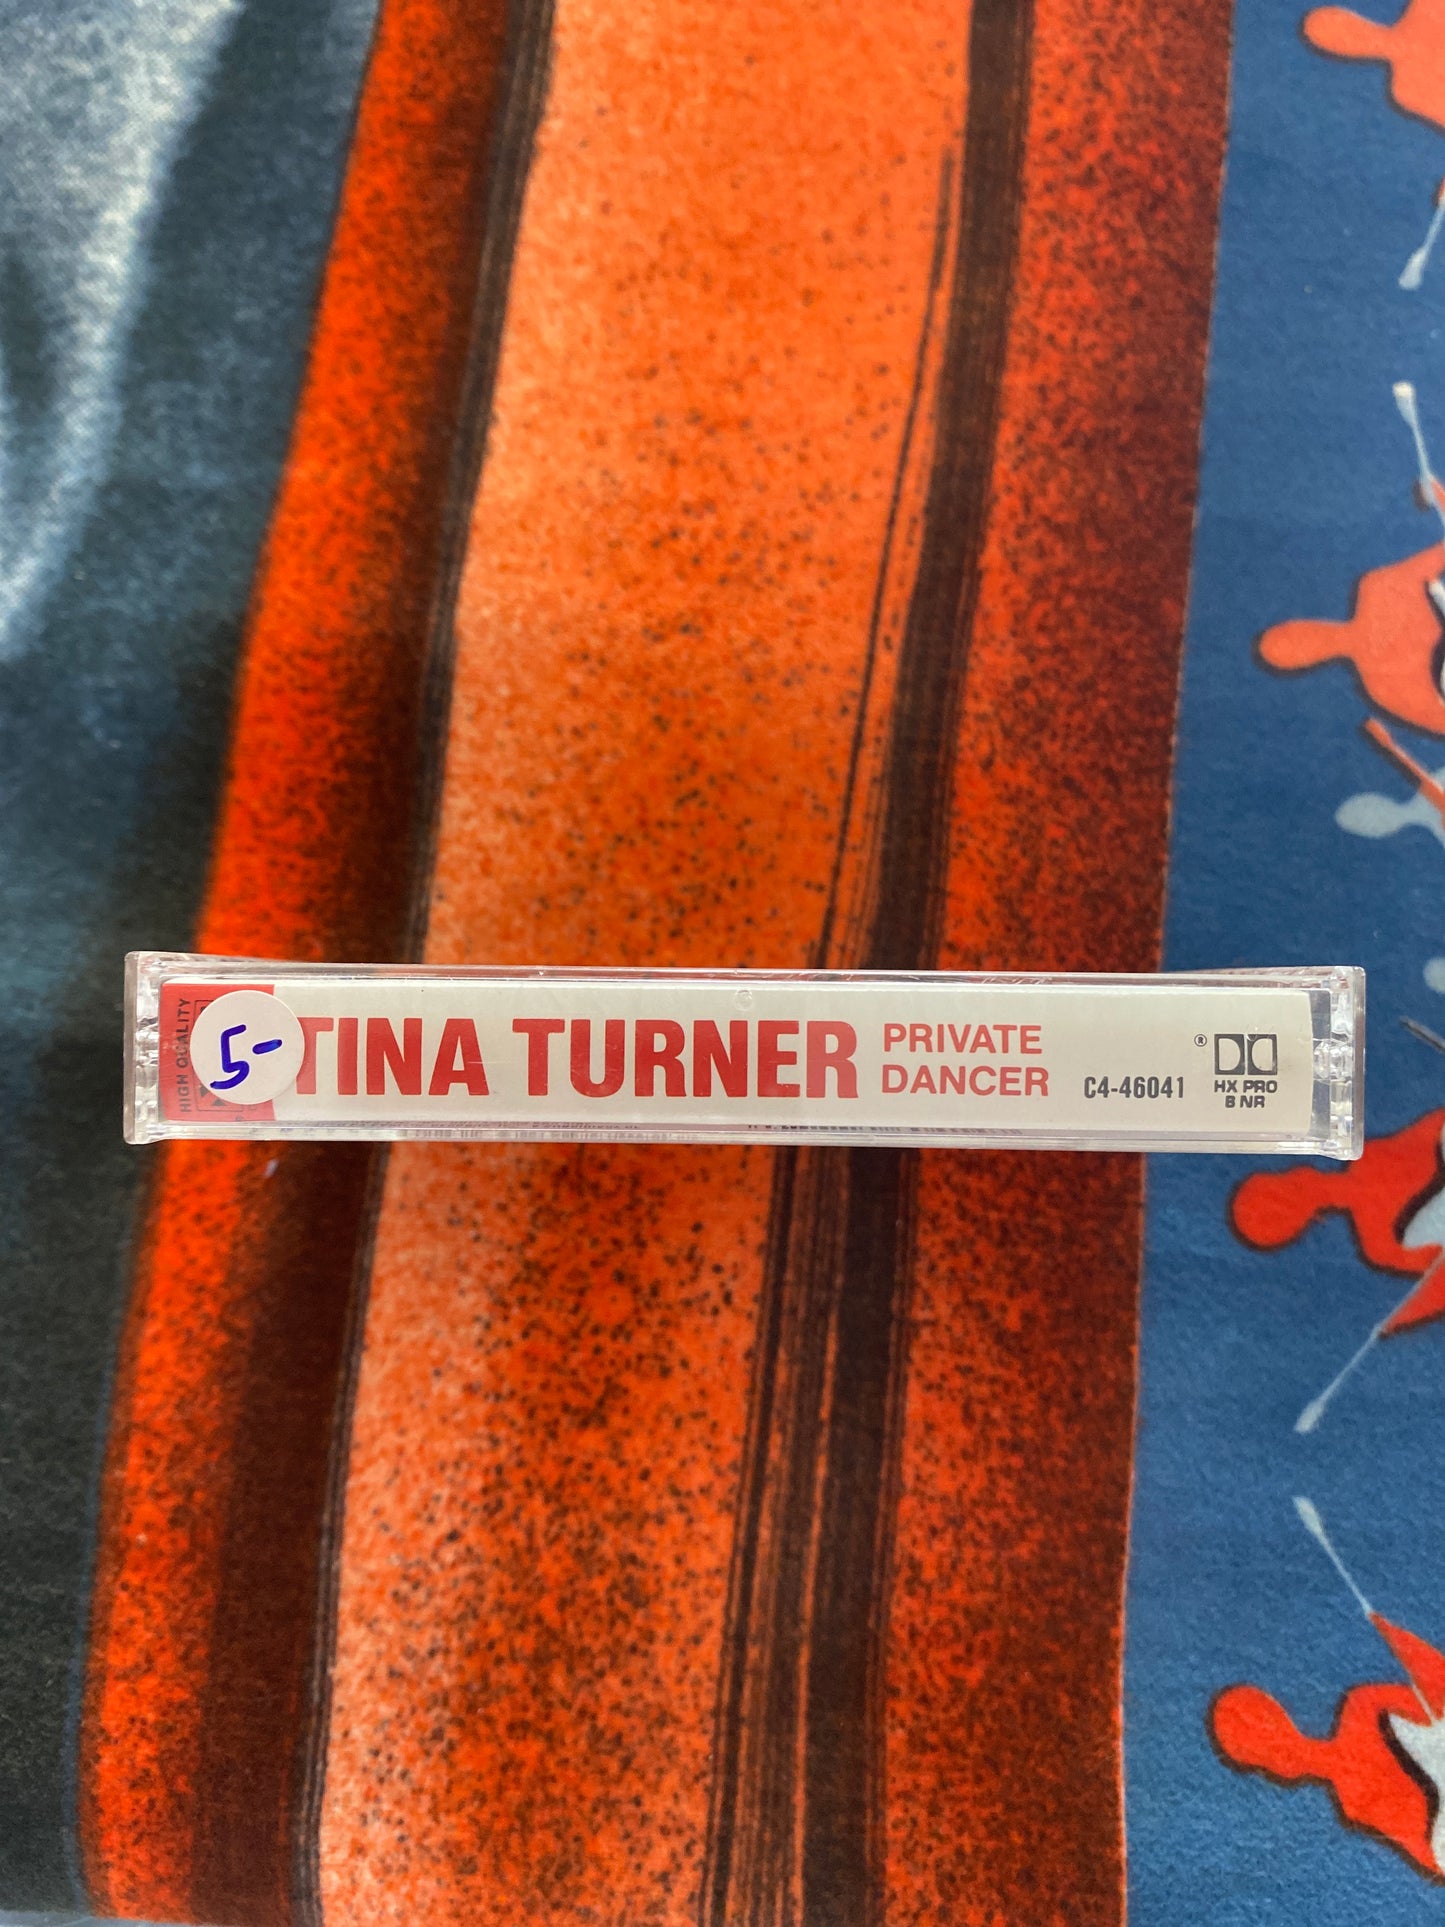 HIGH QUALITY
5-
TINA TURNER
PRIVATE
DANCER
C4-46041
®
HX PRO
B NR